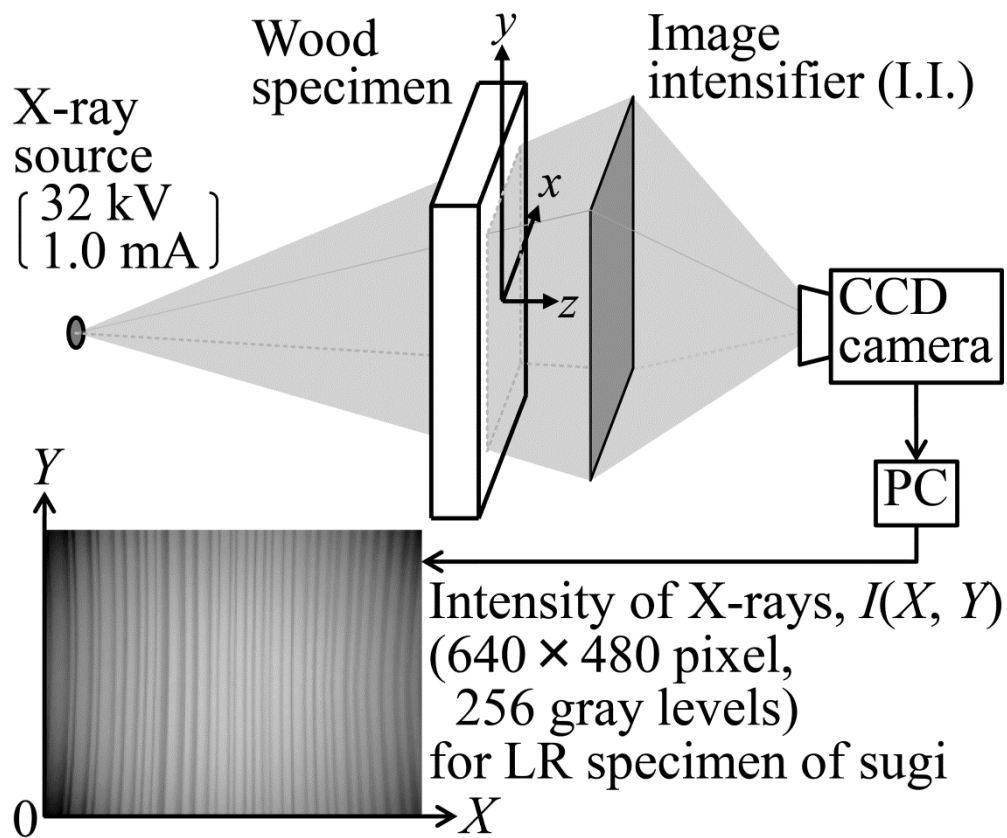 Wood
specimen
y
Image
intensifier (I.I.)
X-ray
source
32 kV
1.0 mA
x
z
CCD
camera
PC
Y
Intensity of X-rays, I(X, Y)
(640 × 480 pixel,
256 gray levels)
for LR specimen of sugi
0
X